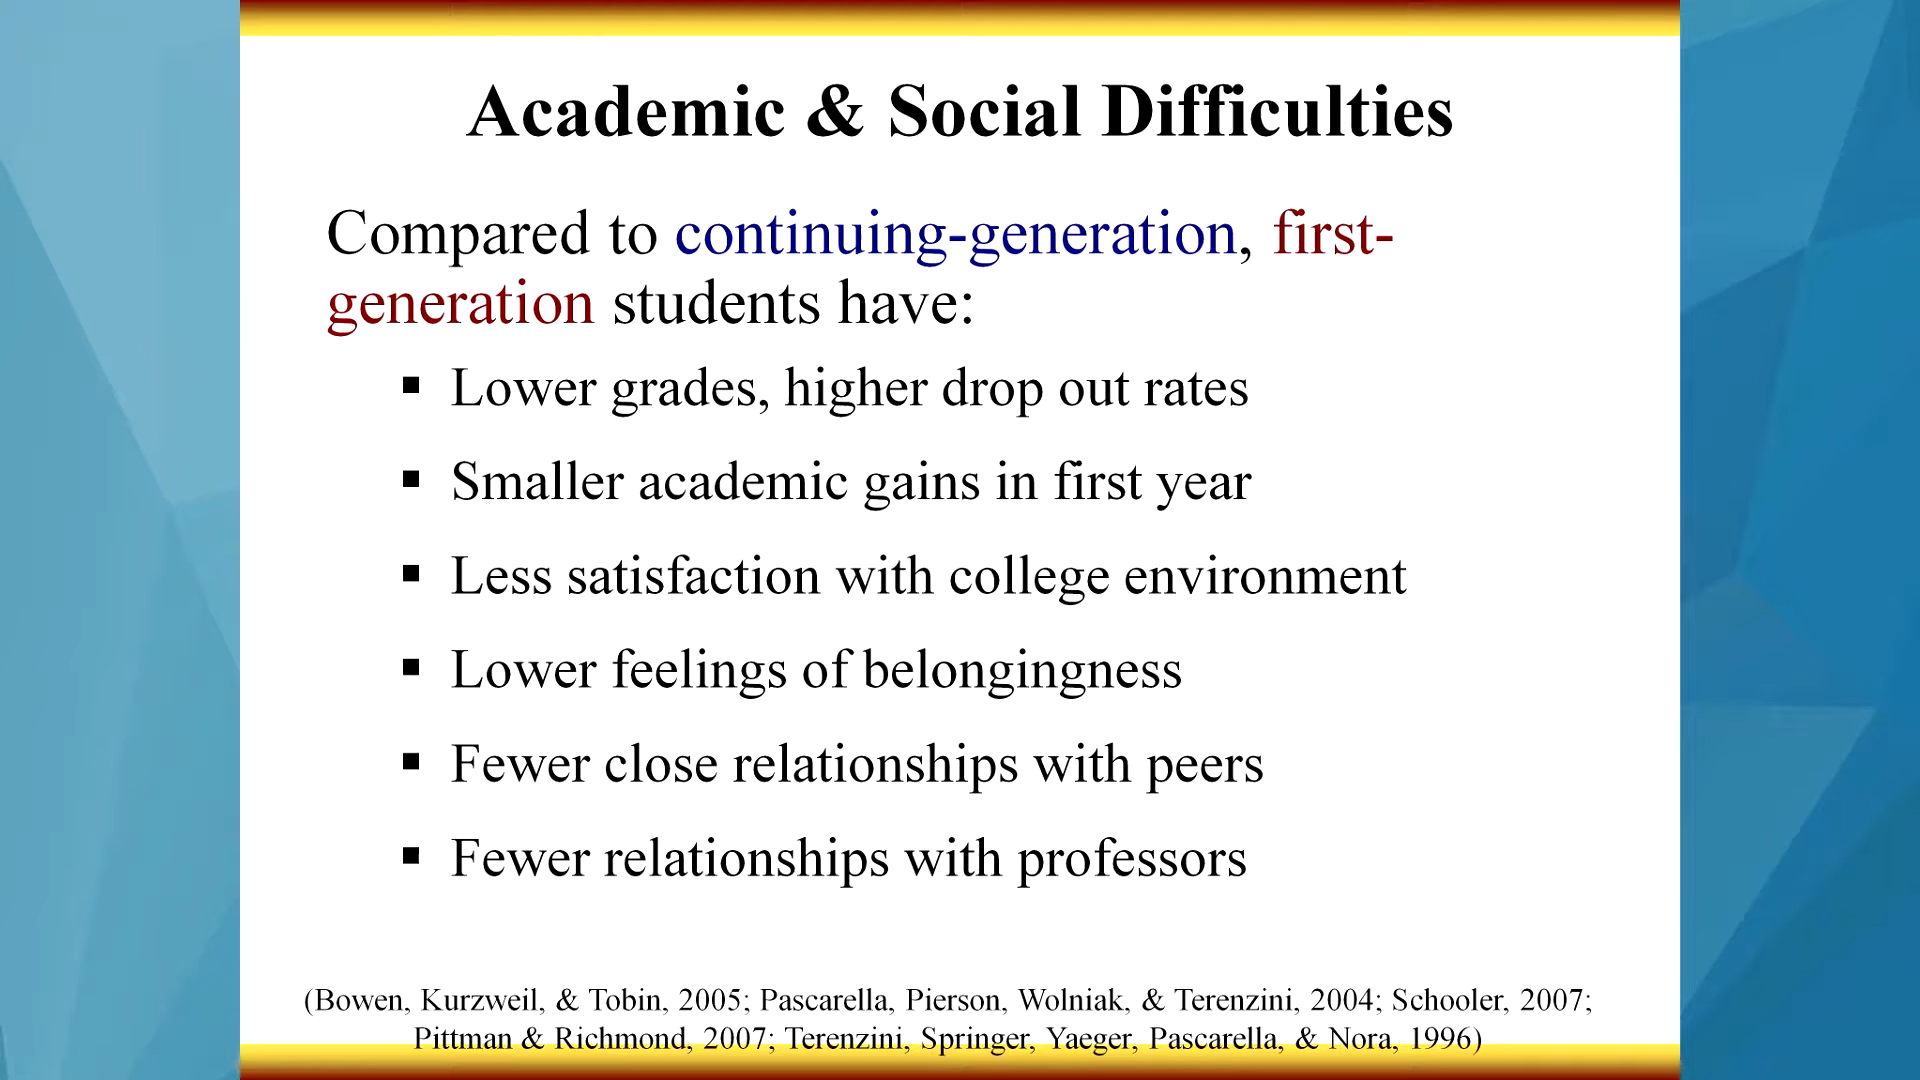 Academic & Social Difficulties
Compared to continuing-generation, first-
generation students have:
▪ Lower grades, higher drop out rates
▪ Smaller academic gains in first year
▪ Less satisfaction with college environment
▪ Lower feelings of belongingness
▪ Fewer close relationships with peers
▪ Fewer relationships with professors
(Bowen, Kurzweil, & Tobin, 2005; Pascarella, Pierson, Wolniak, & Terenzini, 2004; Schooler, 2007;
Pittman & Richmond, 2007; Terenzini, Springer, Yaeger, Pascarella, & Nora, 1996)